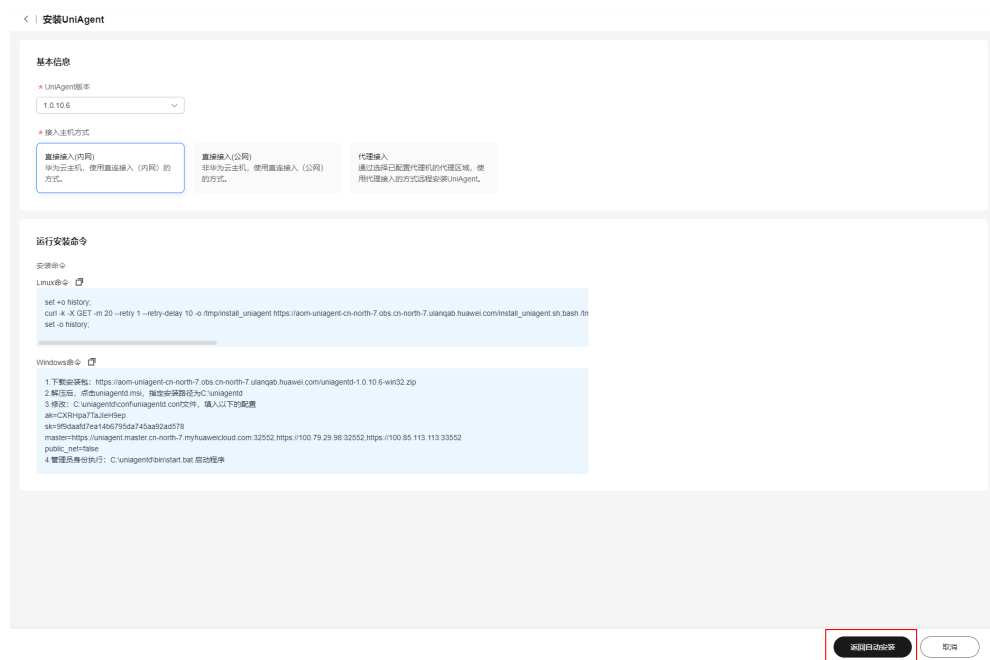 安装UniAgent
基本信息
* UniAgent版本
1.0.10.6
* 接入主机方式
直接接入(内网)
华为云主机，使用直连接入（内网）的
方式。
直接接入(公网)
非华为云主机，使用直连接入（公网）
的方式。
代理接入
通过选择已配置代理机的代理区域，使
用代理接入的方式远程安装UniAgent。
运行安装命令
安装命令
Linux命令
set +o history;
curl -k -X GET -m 20 --retry 1 --retry-delay 10 -o /tmp/install_uniagent https://aom-uniagent-cn-north-7.obs.cn-north-7.ulanqab.huawei.com/install_uniagent.sh;bash /tm
set -o history;
Windows命令
1.下载安装包：https://aom-uniagent-cn-north-7.obs.cn-north-7.ulanqab.huawei.com/uniagentd-1.0.10.6-win32.zip
2.解压后，点击uniagentd.msi，指定安装路径为C:\uniagentd
3.修改：C:\uniagentd\conf\uniagentd.conf文件，填入以下的配置
ak=CXRHpa7TaJIeH9ep
sk=9f9daafd7ea14b6795da745aa92ad578
master=https://uniagent.master.cn-north-7.myhuaweicloud.com:32552,https://100.79.29.98:32552,https://100.85.113.113:33552
public_net=false
4.管理员身份执行：C:\uniagentd\bin\start.bat 启动程序
返回自动安装
取消